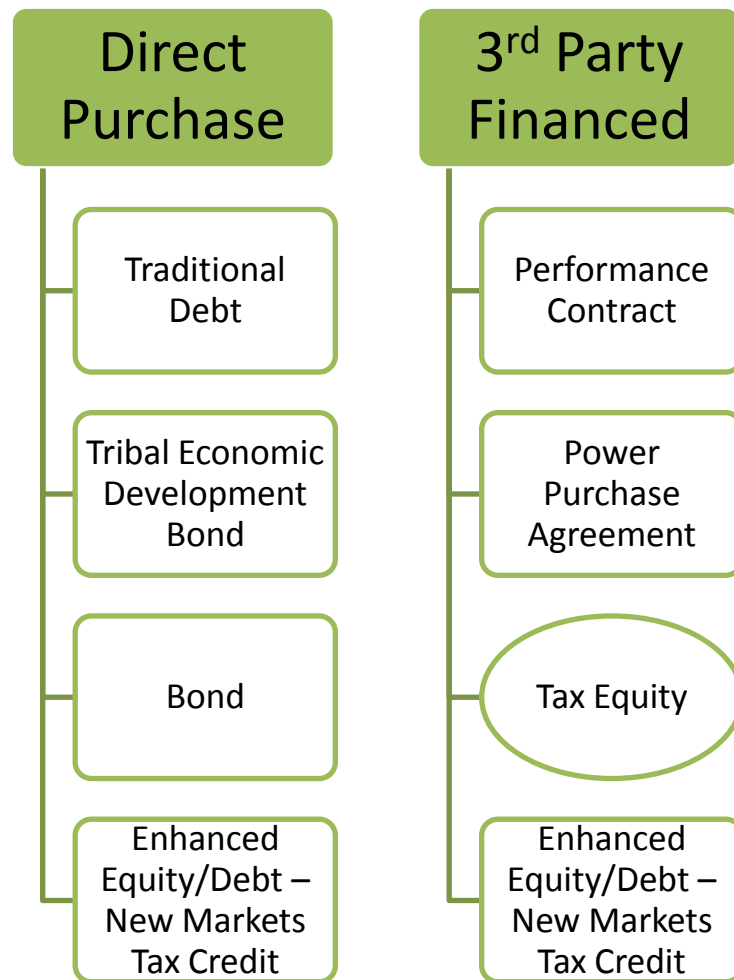 Direct
Purchase
Traditional
Debt
Tribal Economic
Development
Bond
Bond
Enhanced
Equity/Debt –
New Markets
Tax Credit
3rd Party
Financed
Performance
Contract
Power
Purchase
Agreement
Tax Equity
Enhanced
Equity/Debt –
New Markets
Tax Credit